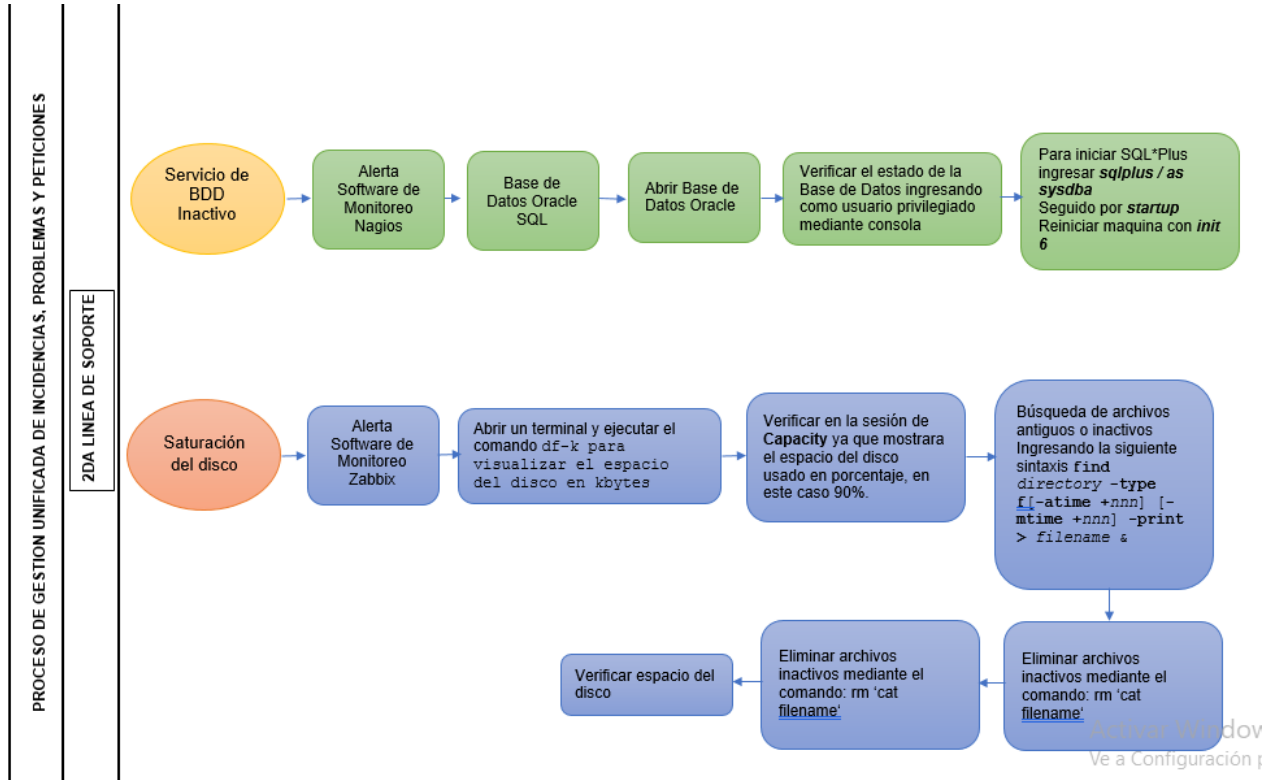 PROCESO DE GESTION UNIFICADA DE INCIDENCIAS, PROBLEMAS Y PETICIONES
2DA LINEA DE SOPORTE
Servicio de
BDD
Inactivo
Alerta
Software de
Monitoreo
Nagios
Base de
Datos Oracle
SQL
Abrir Base de
Datos Oracle
Verificar el estado de la
Base de Datos ingresando
como usuario privilegiado
mediante consola
Para iniciar SQL*Plus
ingresar sqlplus / as
sysdba
Seguido por startup
Reiniciar maquina con init
6
Saturación
del disco
Alerta
Software de
Monitoreo
Zabbix
Abrir un terminal y ejecutar el
comando df-k para
visualizar el espacio
del disco en kbytes
Verificar en la sesión de
Capacity ya que mostrara
el espacio del disco
usado en porcentaje, en
este caso 90%.
Búsqueda de archivos
antiguos o inactivos
Ingresando la siguiente
sintaxis find
directory -type
f[-atime +nnn] [-
mtime +nnn] -print
> filename &
Eliminar archivos
inactivos mediante el
comando: rm ‘cat
filename‘
Eliminar archivos
inactivos mediante el
comando: rm ‘cat
filename‘
Verificar espacio del
disco
Activar Window
Ve a Configuración p